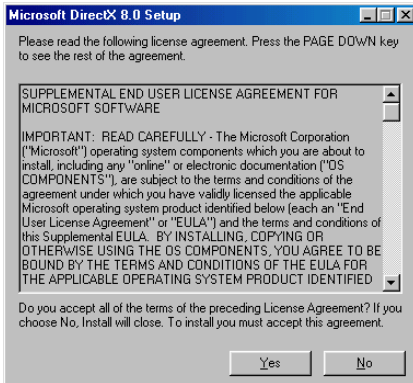 Microsoft DirectX 8.0 Setup
Please read the following license agreement. Press the PAGE DOWN key
to see the rest of the agreement.
SUPPLEMENTAL END USER LICENSE AGREEMENT FOR
MICROSOFT SOFTWARE
IMPORTANT: READ CAREFULLY - The Microsoft Corporation
("Microsoft") operating system components which you are about to
install, including any "online" or electronic documentation ("OS
COMPONENTS"), are subject to the terms and conditions of the
agreement under which you have validly licensed the applicable
Microsoft operating system product identified below (each an "End
User License Agreement" or "EULA") and the terms and conditions of
this Supplemental EULA. BY INSTALLING, COPYING OR
OTHERWISE USING THE OS COMPONENTS, YOU AGREE TO BE
BOUND BY THE TERMS AND CONDITIONS OF THE EULA FOR
THE APPLICABLE OPERATING SYSTEM PRODUCT IDENTIFIED
Do you accept all of the terms of the preceding License Agreement? If you
choose No, Install will close. To install you must accept this agreement.
Yes No